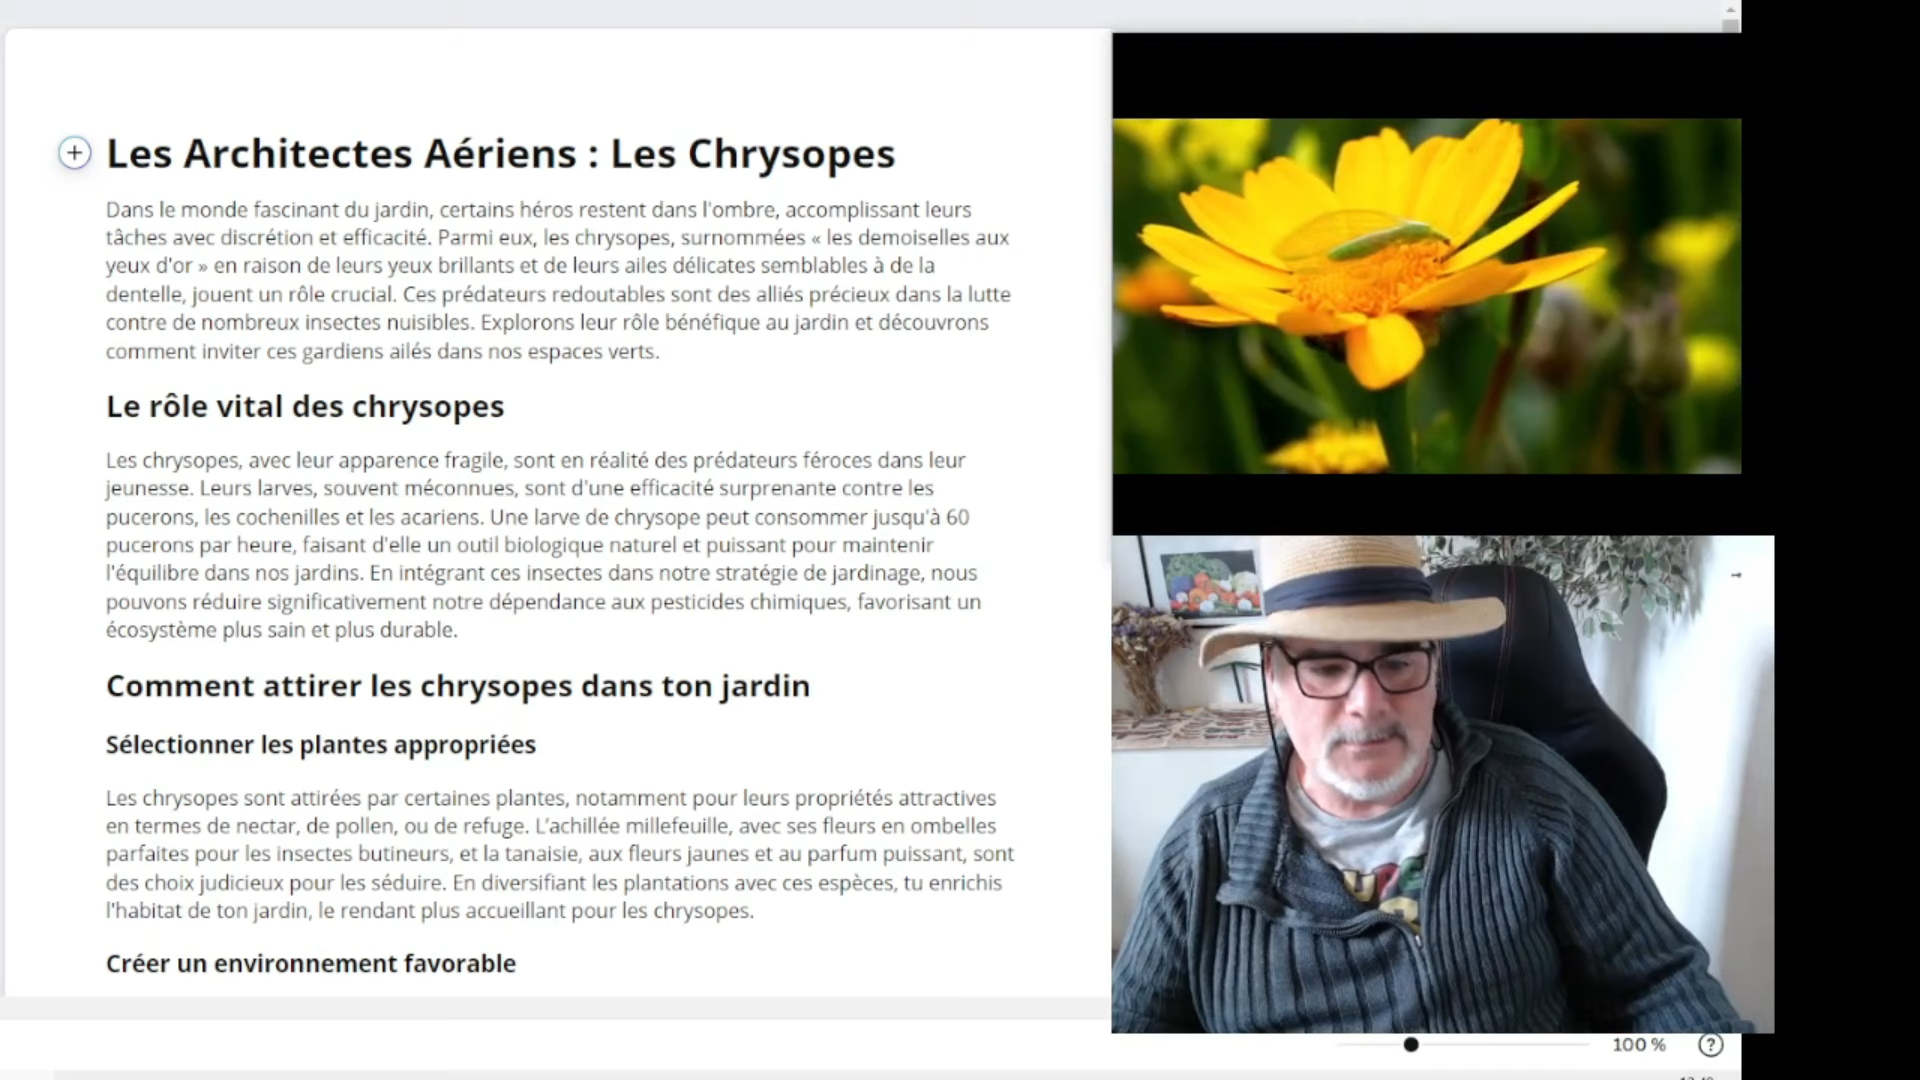 Les Architectes Aériens : Les Chrysopes
Dans le monde fascinant du jardin, certains héros restent dans l'ombre, accomplissant leurs
tâches avec discrétion et efficacité. Parmi eux, les chrysopes, surnommées « les demoiselles aux
yeux d'or » en raison de leurs yeux brillants et de leurs ailes délicates semblables à de la
dentelle, jouent un rôle crucial. Ces prédateurs redoutables sont des alliés précieux dans la lutte
contre de nombreux insectes nuisibles. Explorons leur rôle bénéfique au jardin et découvrons
comment inviter ces gardiens ailés dans nos espaces verts.
Le rôle vital des chrysopes
Les chrysopes, avec leur apparence fragile, sont en réalité des prédateurs féroces dans leur
jeunesse. Leurs larves, souvent méconnues, sont d'une efficacité surprenante contre les
pucerons, les cochenilles et les acariens. Une larve de chrysope peut consommer jusqu'à 60
pucerons par heure, faisant d'elle un outil biologique naturel et puissant pour maintenir
l'équilibre dans nos jardins. En intégrant ces insectes dans notre stratégie de jardinage, nous
pouvons réduire significativement notre dépendance aux pesticides chimiques, favorisant un
écosystème plus sain et plus durable.
Comment attirer les chrysopes dans ton jardin
Sélectionner les plantes appropriées
Les chrysopes sont attirées par certaines plantes, notamment pour leurs propriétés attractives
en termes de nectar, de pollen, ou de refuge. L'achillée millefeuille, avec ses fleurs en ombelles
parfaites pour les insectes butineurs, et la tanaisie, aux fleurs jaunes et au parfum puissant, sont
des choix judicieux pour les séduire. En diversifiant les plantations avec ces espèces, tu enrichis
l'habitat de ton jardin, le rendant plus accueillant pour les chrysopes.
Créer un environnement favorable
100 %